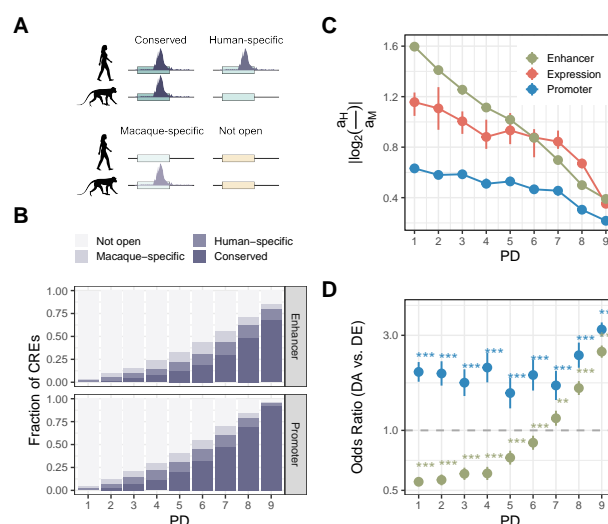 A
Conserved Human-specific
Macaque-specific Not open
B
Not open Human-specific
Macaque-specific Conserved
Fraction of CREs
1.00
0.75
0.50
0.25
0.00
Enhancer
1.00
0.75
0.50
0.25
0.00
Promoter
1 2 3 4 5 6 7 8 9
PD
C
|log2(aH/aM)|
1.6
1.2
0.8
0.4
Enhancer
Expression
Promoter
1 2 3 4 5 6 7 8 9
PD
D
Odds Ratio (DA vs. DE)
3.0
1.0
0.5
*** *** *** *** *** *** ** *** **
*** *** *** *** *** *** ** *** ***
1 2 3 4 5 6 7 8 9
PD